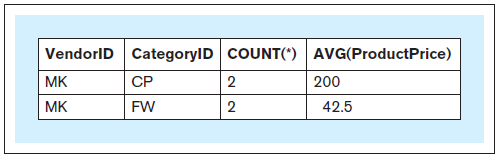 VendorID CategoryID COUNT(*) AVG(ProductPrice)
MK CP 2 200
MK FW 2 42.5